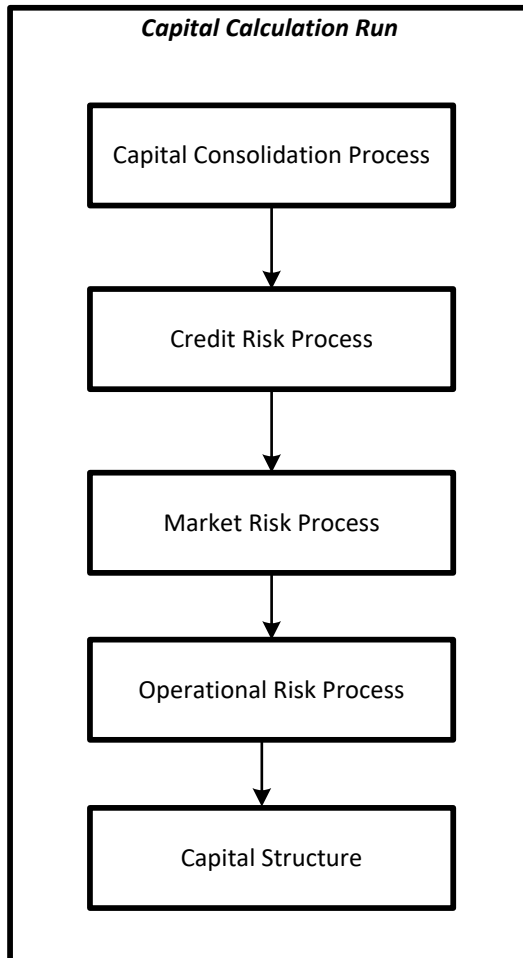 Capital Calculation Run
Capital Consolidation Process
Credit Risk Process
Market Risk Process
Operational Risk Process
Capital Structure